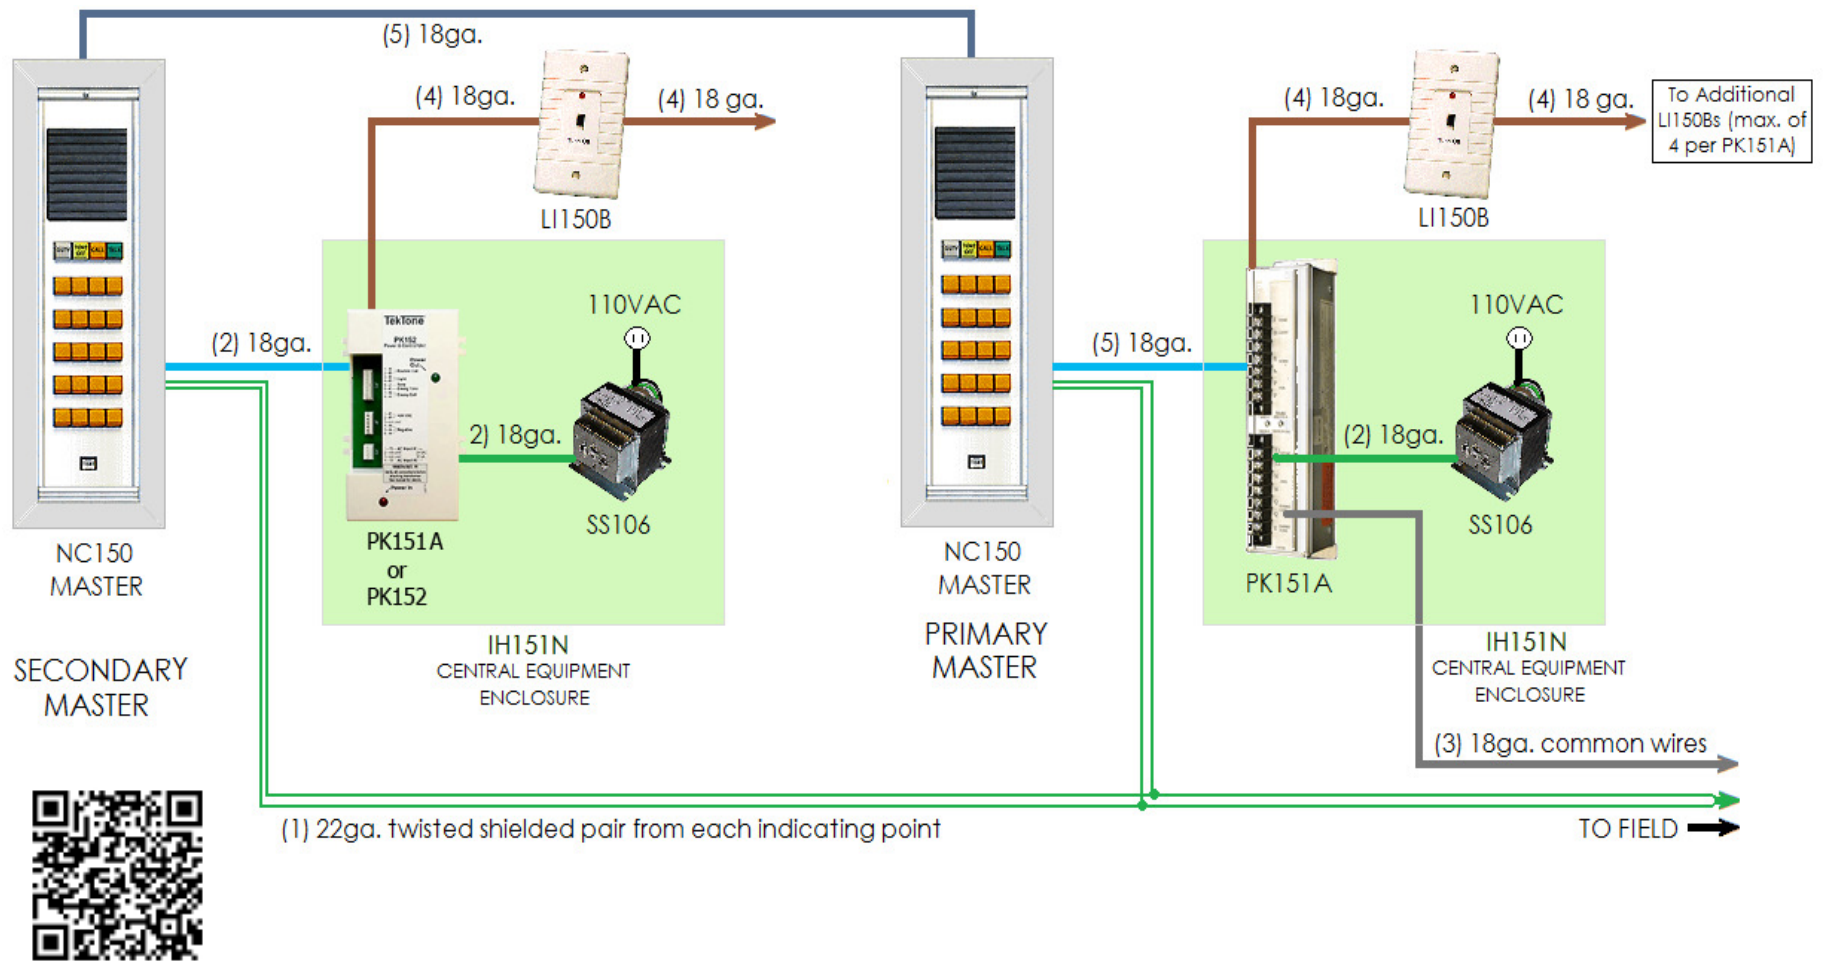 (5) 18ga.
(4) 18ga.
(4) 18 ga.
LI150B
(4) 18ga.
(4) 18 ga.
LI150B
To Additional
LI150Bs (max. of
4 per PK151A)
(2) 18ga.
TekTone
PK152
110VAC
2) 18ga.
SS106
PK151A
or
PK152
NC150
MASTER
SECONDARY
MASTER
IH151N
CENTRAL EQUIPMENT
ENCLOSURE
(5) 18ga.
110VAC
(2) 18ga.
SS106
PK151A
NC150
MASTER
PRIMARY
MASTER
IH151N
CENTRAL EQUIPMENT
ENCLOSURE
(3) 18ga. common wires
(1) 22ga. twisted shielded pair from each indicating point
TO FIELD